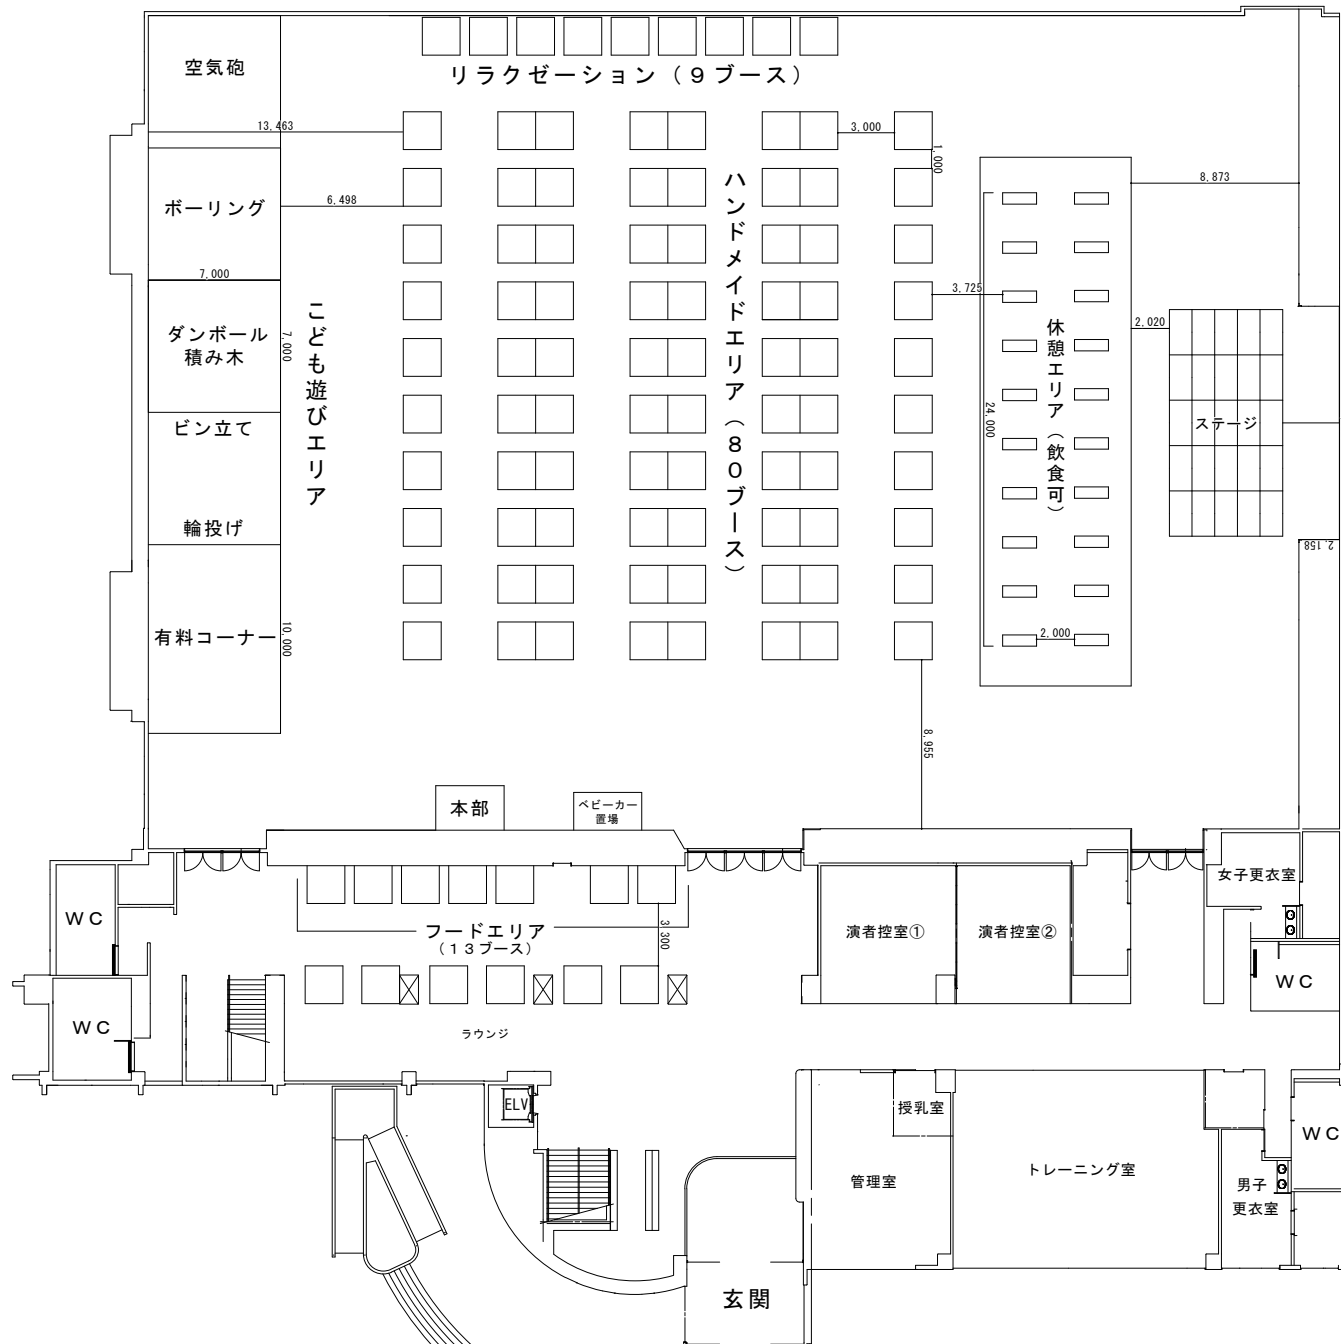 空気砲
リラクゼーション（９ブース）
13,463
3,000
1,000
ボーリング
6,498
8,873
7,000
ハンドメイドエリア（８０ブース）
3,725
こども遊びエリア
ダンボール
積み木
7,000
休憩エリア（飲食可）
2,020
24,000
ステージ
ビン立て
輪投げ
2,158
有料コーナー
10,000
2,000
8,955
本部
ベビーカー
置場
女子更衣室
ＷＣ
フードエリア
（１３ブース）
3,300
演者控室①
演者控室②
ＷＣ
ＷＣ
ラウンジ
ELV
授乳室
ＷＣ
管理室
トレーニング室
男子
更衣室
玄関